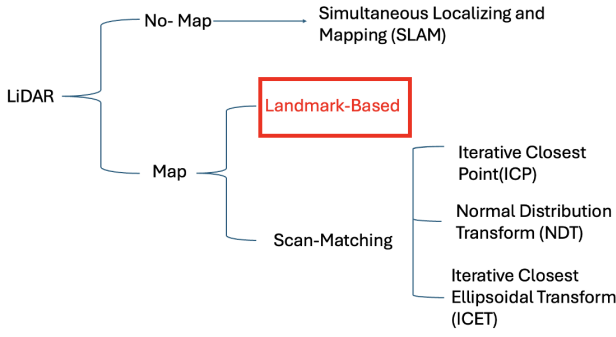 No- Map
Simultaneous Localizing and
Mapping (SLAM)
LiDAR
Landmark-Based
Map
Scan-Matching
Iterative Closest
Point(ICP)
Normal Distribution
Transform (NDT)
Iterative Closest
Ellipsoidal Transform
(ICET)